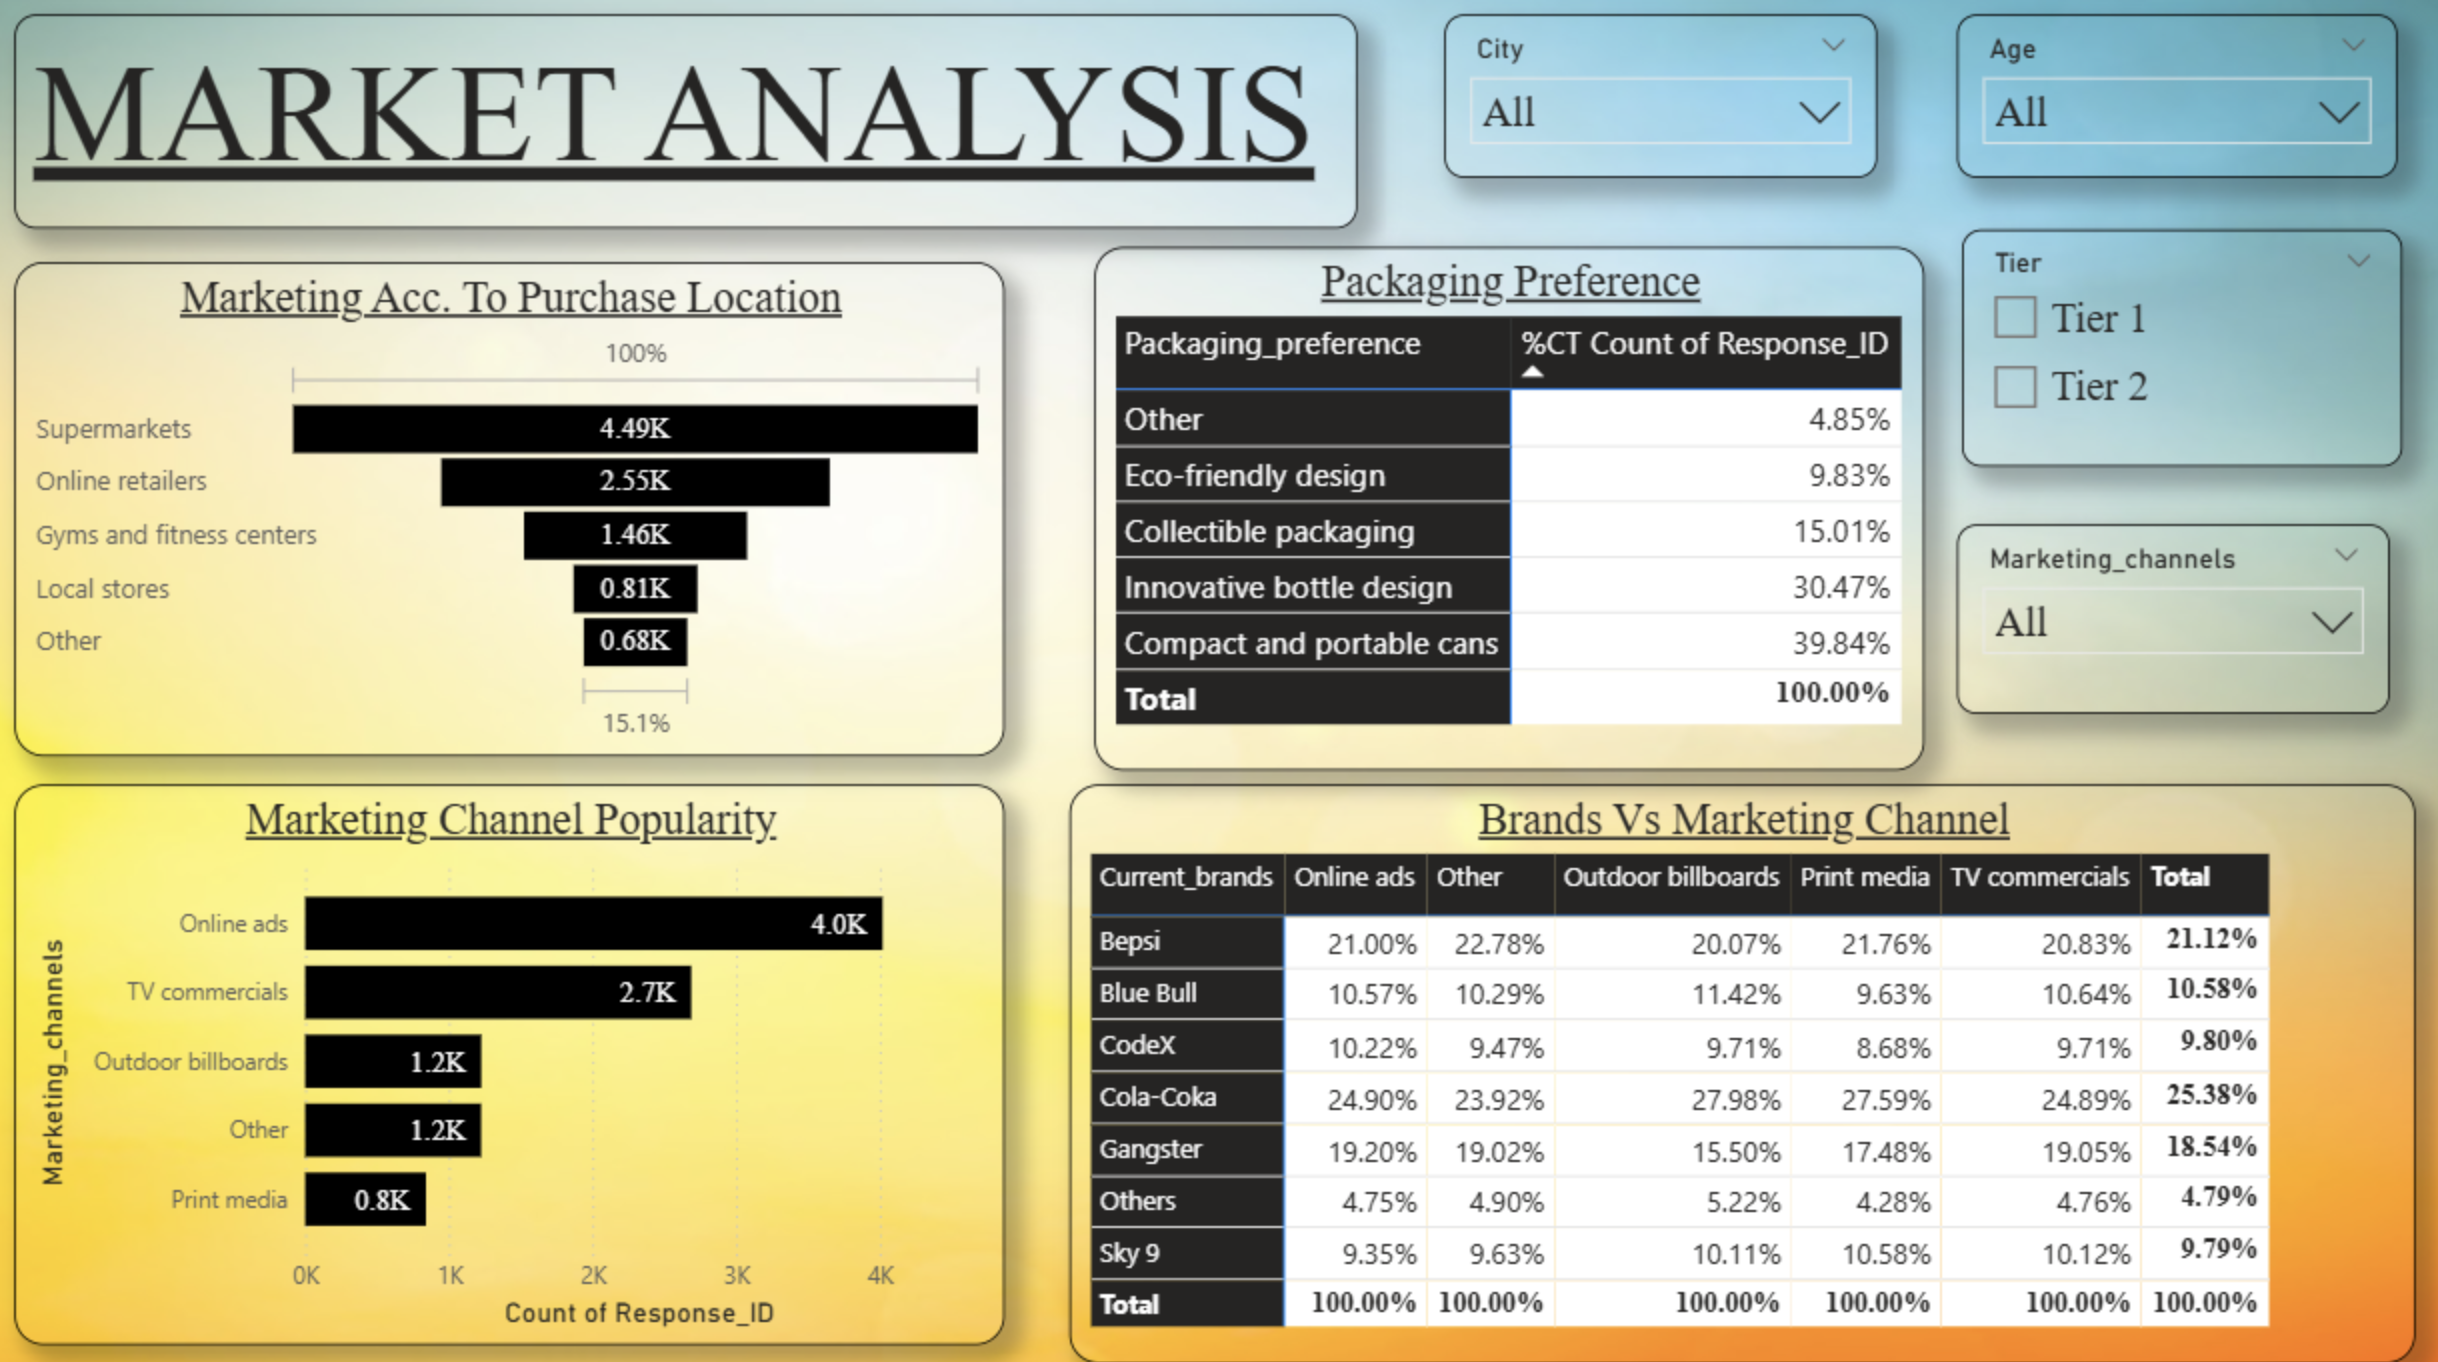 MARKET ANALYSIS
City
All
Age
All
Tier
Tier 1
Tier 2
Marketing_channels
All
Marketing Acc. To Purchase Location
100%
Supermarkets 4.49K
Online retailers 2.55K
Gyms and fitness centers 1.46K
Local stores 0.81K
Other 0.68K
15.1%
Packaging Preference
Packaging_preference %CT Count of Response_ID
Other 4.85%
Eco-friendly design 9.83%
Collectible packaging 15.01%
Innovative bottle design 30.47%
Compact and portable cans 39.84%
Total 100.00%
Marketing Channel Popularity
Marketing_channels
Online ads 4.0K
TV commercials 2.7K
Outdoor billboards 1.2K
Other 1.2K
Print media 0.8K
0K 1K 2K 3K 4K
Count of Response_ID
Brands Vs Marketing Channel
Current_brands Online ads Other Outdoor billboards Print media TV commercials Total
Bepsi 21.00% 22.78% 20.07% 21.76% 20.83% 21.12%
Blue Bull 10.57% 10.29% 11.42% 9.63% 10.64% 10.58%
CodeX 10.22% 9.47% 9.71% 8.68% 9.71% 9.80%
Cola-Coka 24.90% 23.92% 27.98% 27.59% 24.89% 25.38%
Gangster 19.20% 19.02% 15.50% 17.48% 19.05% 18.54%
Others 4.75% 4.90% 5.22% 4.28% 4.76% 4.79%
Sky 9 9.35% 9.63% 10.11% 10.58% 10.12% 9.79%
Total 100.00% 100.00% 100.00% 100.00% 100.00% 100.00%